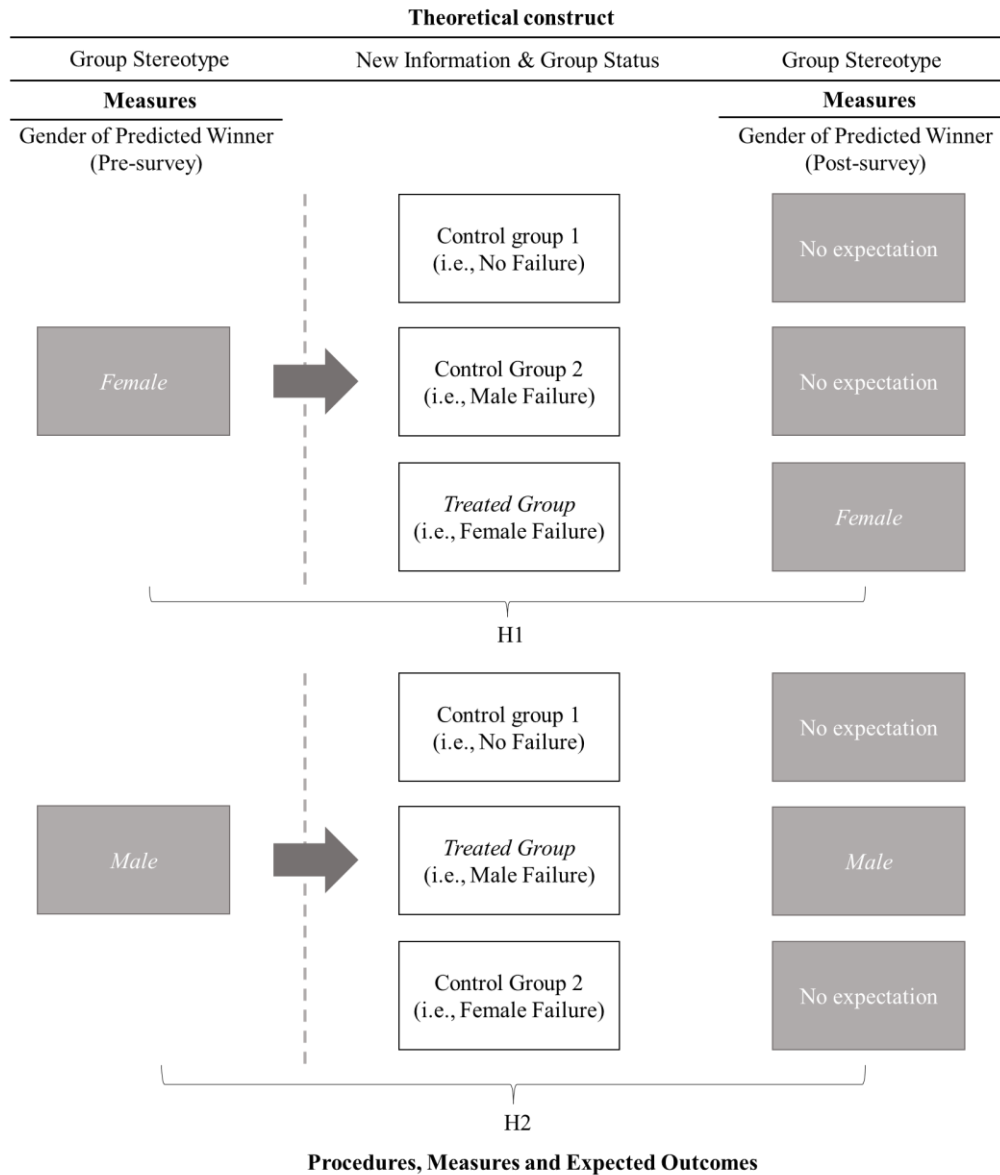 Theoretical construct
Group Stereotype
New Information & Group Status
Group Stereotype
Measures
Measures
Gender of Predicted Winner
(Pre-survey)
Gender of Predicted Winner
(Post-survey)
Control group 1
(i.e., No Failure)
No expectation
Female
Control Group 2
(i.e., Male Failure)
No expectation
Treated Group
(i.e., Female Failure)
Female
H1
Control group 1
(i.e., No Failure)
No expectation
Male
Treated Group
(i.e., Male Failure)
Male
Control Group 2
(i.e., Female Failure)
No expectation
H2
Procedures, Measures and Expected Outcomes